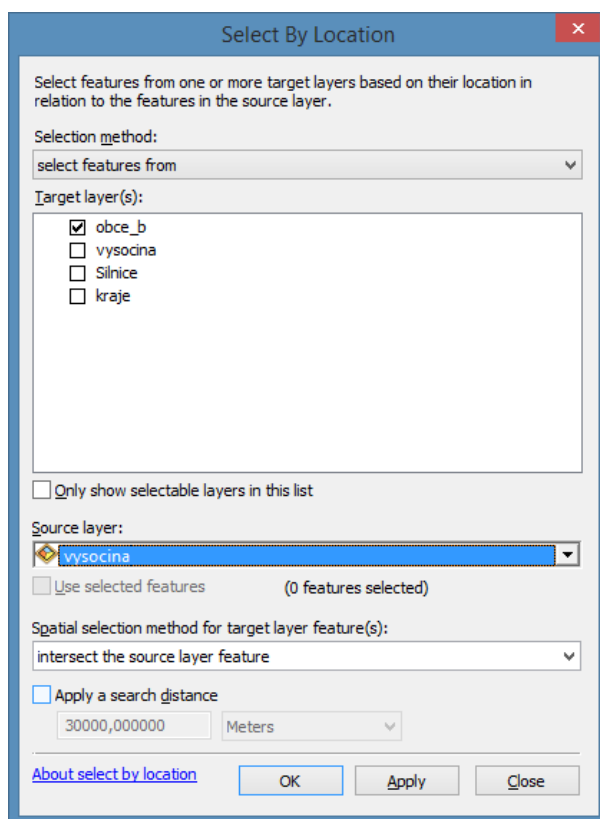 Select By Location
Select features from one or more target layers based on their location in
relation to the features in the source layer.
Selection method:
select features from
Target layer(s):
obce_b
vysocina
Silnice
kraje
Only show selectable layers in this list
Source layer:
vysocina
Use selected features (0 features selected)
Spatial selection method for target layer feature(s):
intersect the source layer feature
Apply a search distance
30000,000000 Meters
About select by location OK Apply Close